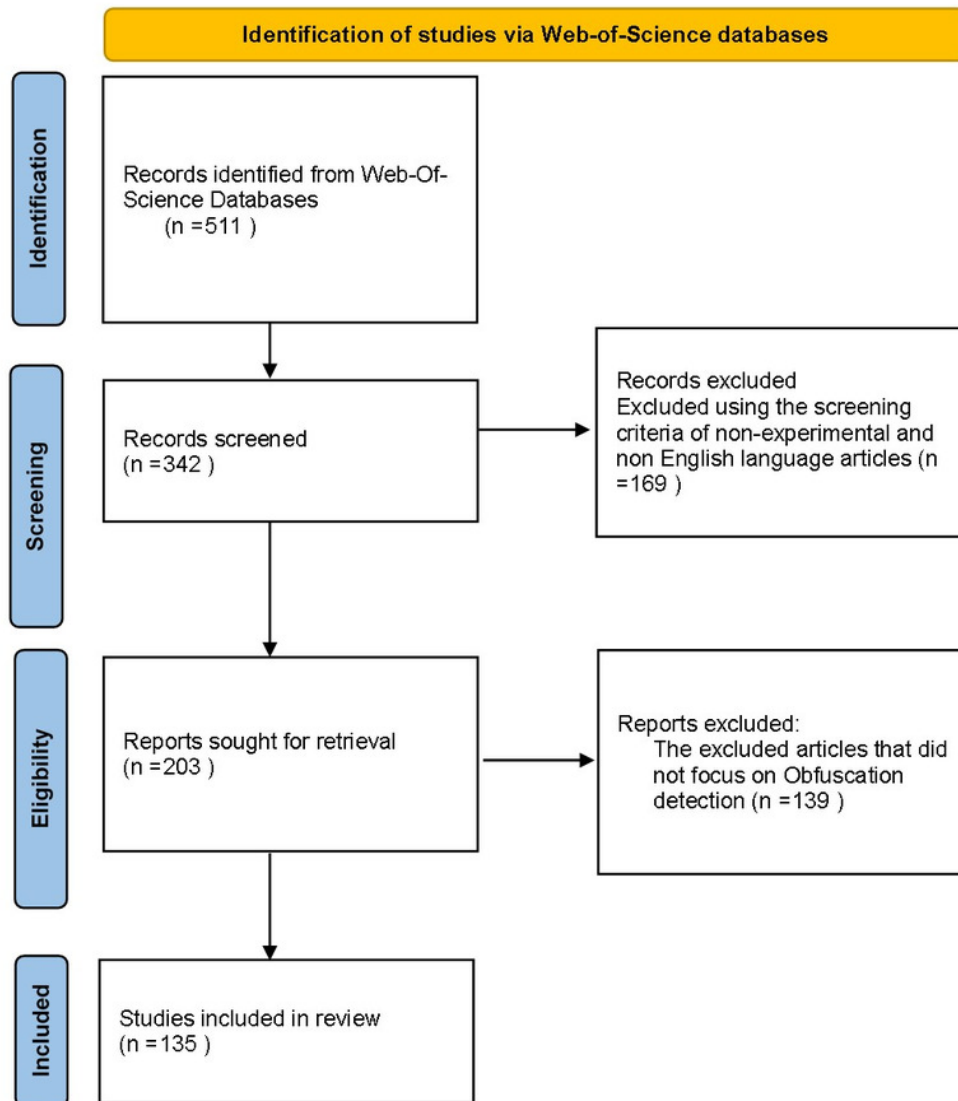 Identification of studies via Web-of-Science databases
Identification
Records identified from Web-Of-
Science Databases
(n =511 )
Screening
Records screened
(n =342 )
Records excluded
Excluded using the screening
criteria of non-experimental and
non English language articles (n
=169 )
Eligibility
Reports sought for retrieval
(n =203 )
Reports excluded:
The excluded articles that did
not focus on Obfuscation
detection (n =139 )
Included
Studies included in review
(n =135 )